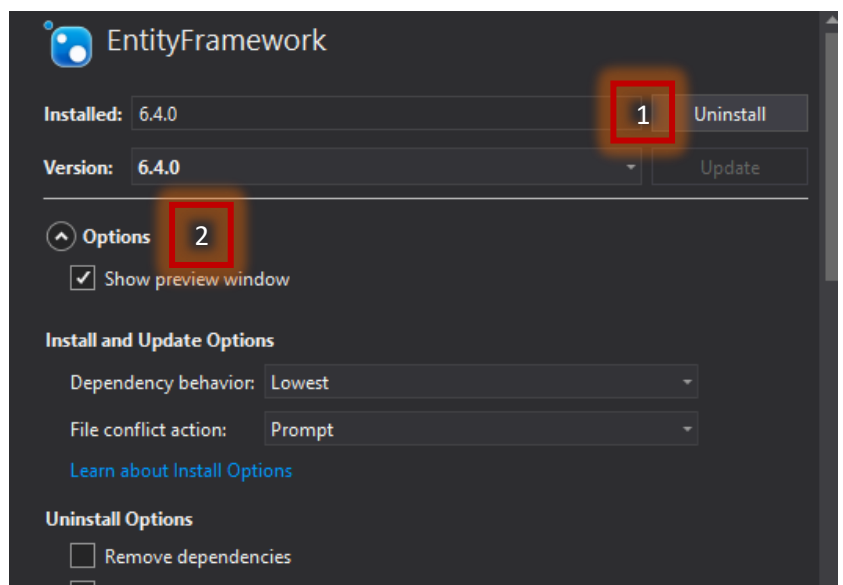 EntityFramework
Installed: 6.4.0 1 Uninstall
Version: 6.4.0 Update
Options 2
Show preview window
Install and Update Options
Dependency behavior: Lowest
File conflict action: Prompt
Learn about Install Options
Uninstall Options
Remove dependencies